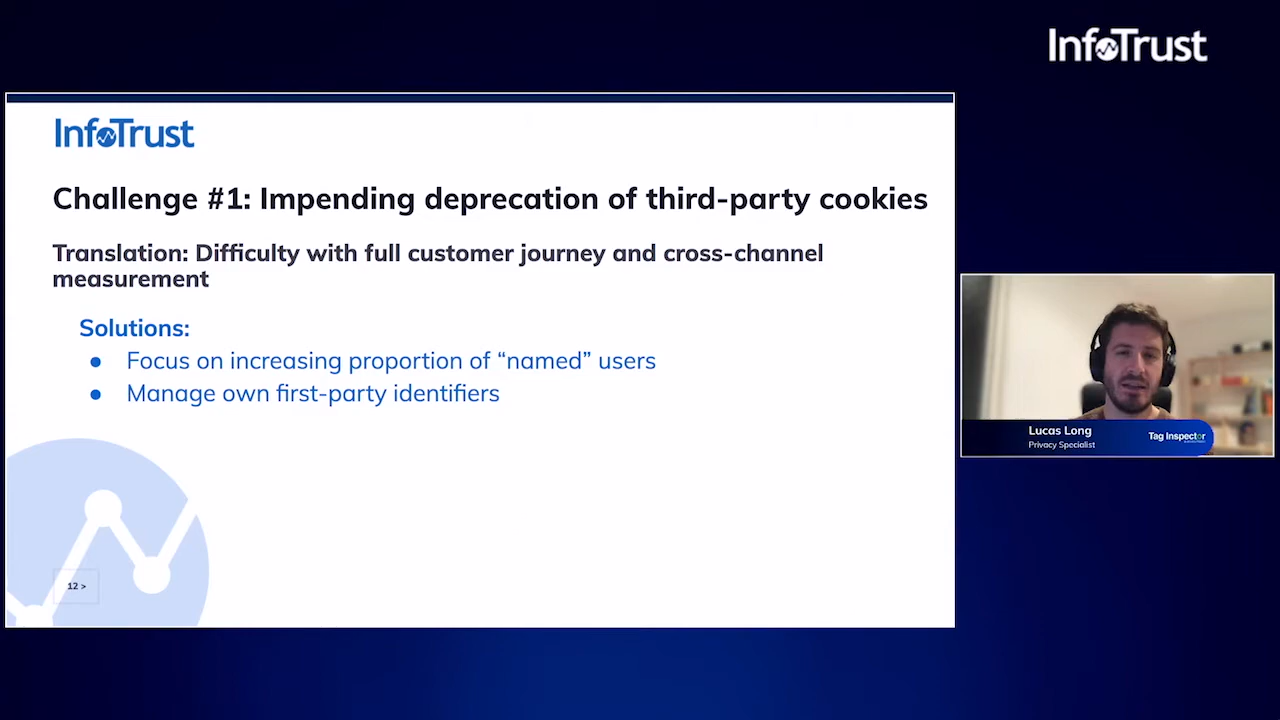 InfoTrust
InfoTrust
Challenge #1: Impending deprecation of third-party cookies
Translation: Difficulty with full customer journey and cross-channel
measurement
Solutions:
● Focus on increasing proportion of “named” users
● Manage own first-party identifiers
12 >
Lucas Long
Privacy Specialist
Tag Inspector